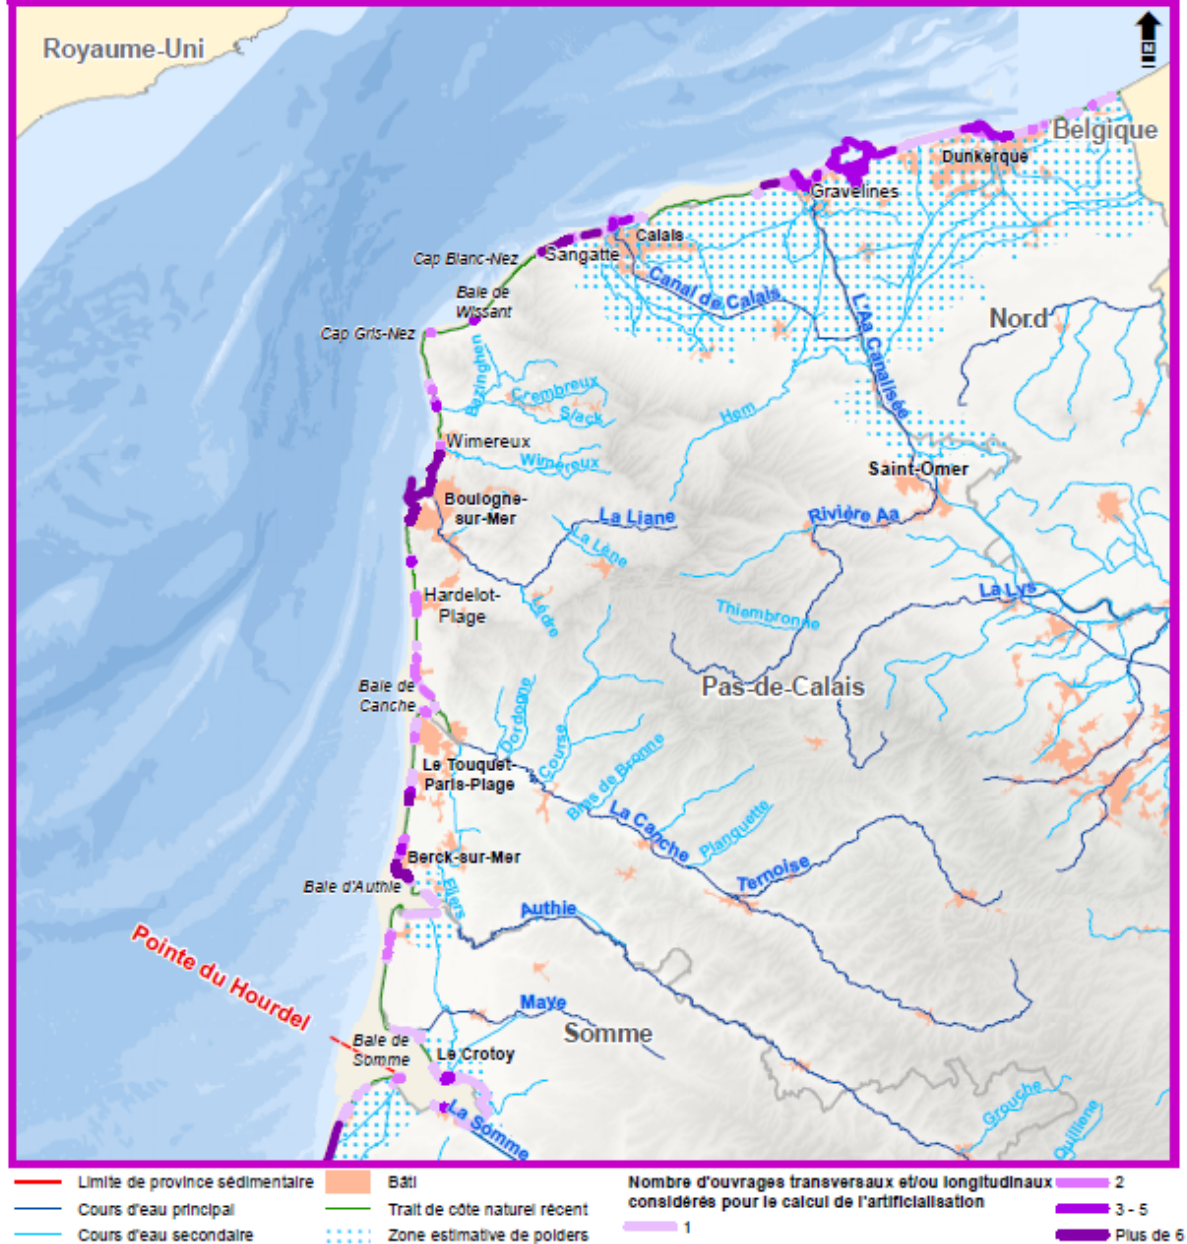 Royaume-Uni
N
Belgique
Dunkerque
Gravelines
Calais
Sangatte
Cap Blanc-Nez
Canal de Calais
Baie de
Wissant
L'Aa Canalisée
Nord
Cap Gris-Nez
Bazinghen
Crembreux
Slack
Hem
Wimereux
Wimereux
Saint-Omer
Boulogne-
sur-Mer
La Liane
Rivière Aa
La Lène
La Lys
Hardelot-
Plage
Lèdre
Thiembronne
Baie de
Canche
Pas-de-Calais
Dordogne
Course
Bras de Bronne
Le Touquet-
Paris-Plage
La Canche
Planquette
Berck-sur-Mer
Ternoise
Baie d'Authie
Fliers
Authie
Pointe du Hourdel
Maye
Somme
Baie de
Somme
Le Crotoy
Grouche
Quilliene
La Somme
Limite de province sédimentaire
Bâti
Nombre d'ouvrages transversaux et/ou longitudinaux
considérés pour le calcul de l'artificialisation
2
Cours d'eau principal
Trait de côte naturel récent
1
3 - 5
Cours d'eau secondaire
Zone estimative de polders
Plus de 6